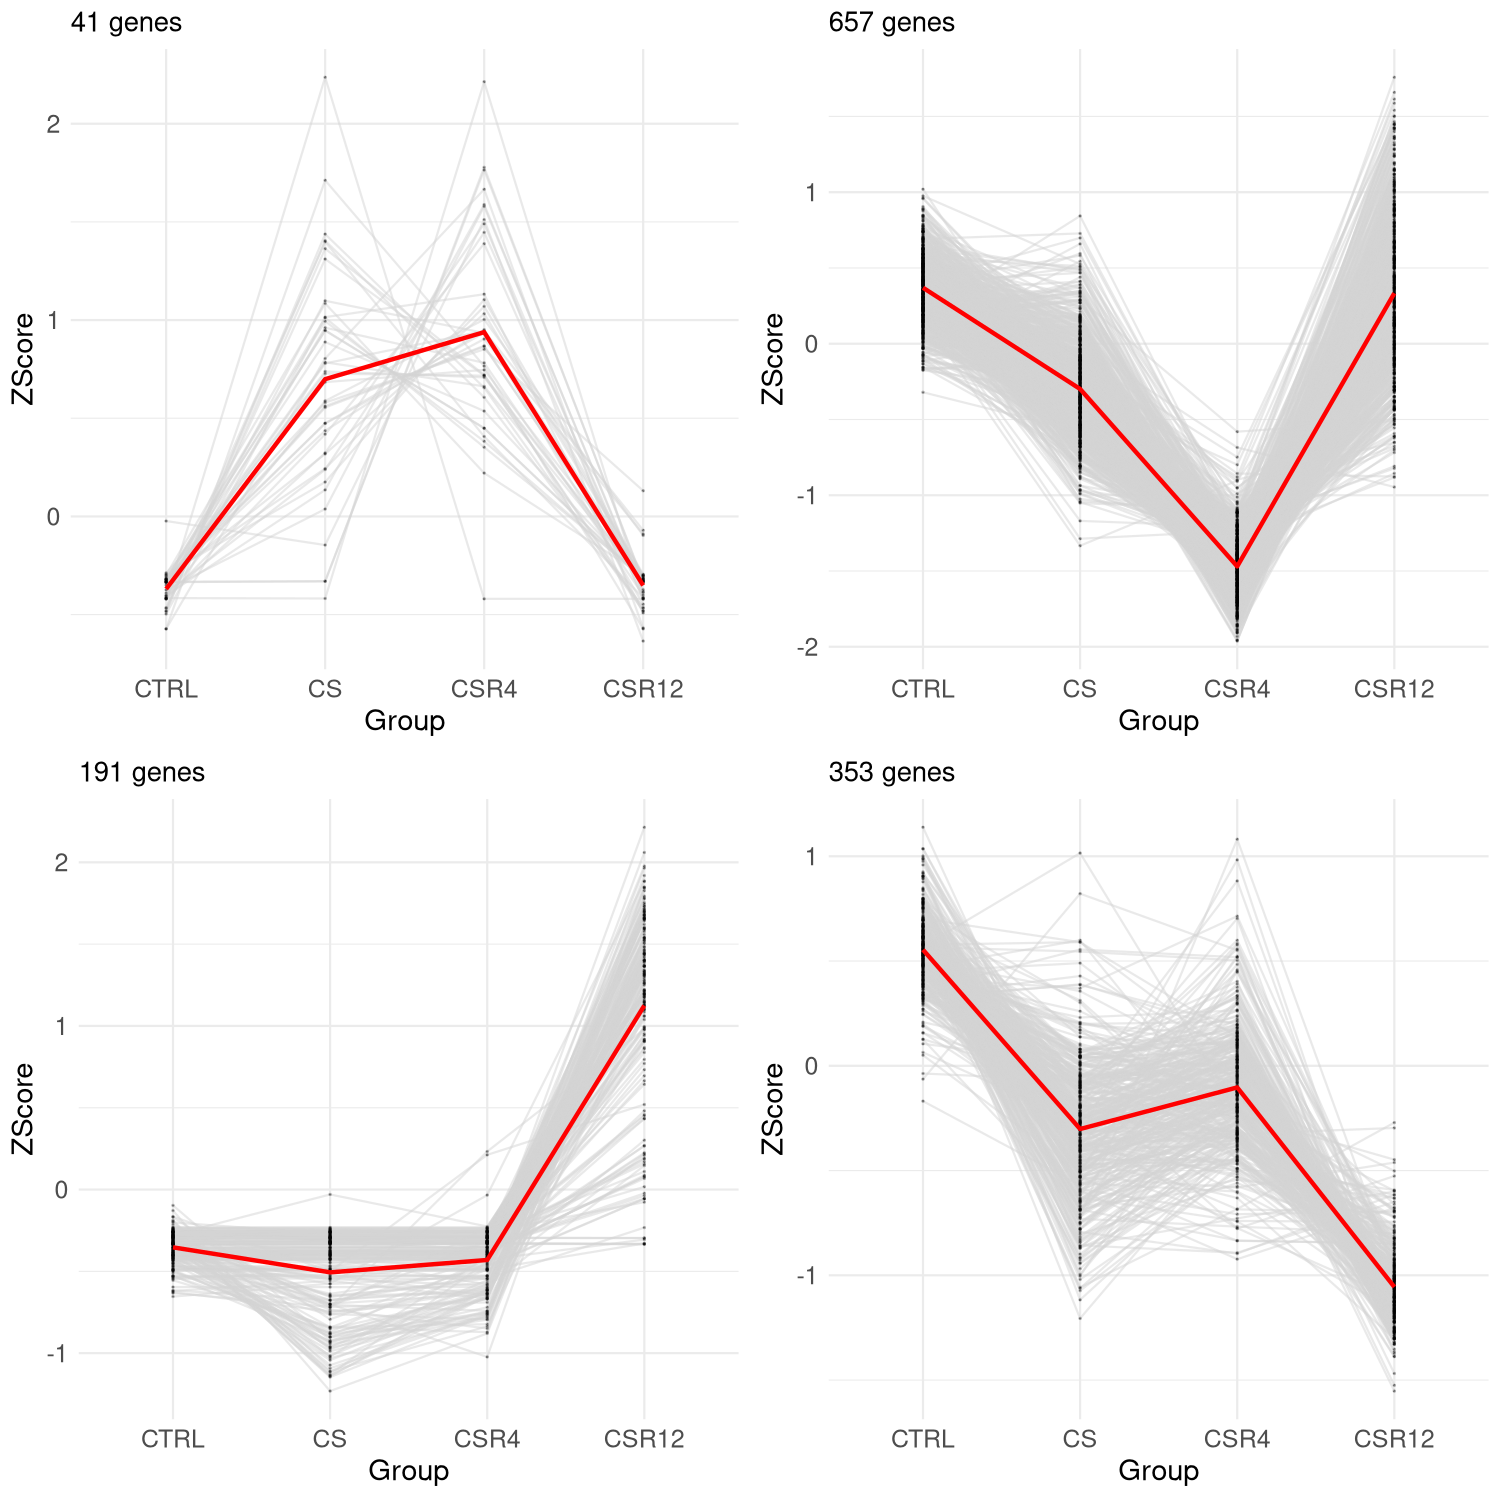 41 genes
ZScore
2
1
0
CTRL CS CSR4 CSR12
Group
657 genes
ZScore
1
0
-1
-2
CTRL CS CSR4 CSR12
Group
191 genes
ZScore
2
1
0
-1
CTRL CS CSR4 CSR12
Group
353 genes
ZScore
1
0
-1
CTRL CS CSR4 CSR12
Group